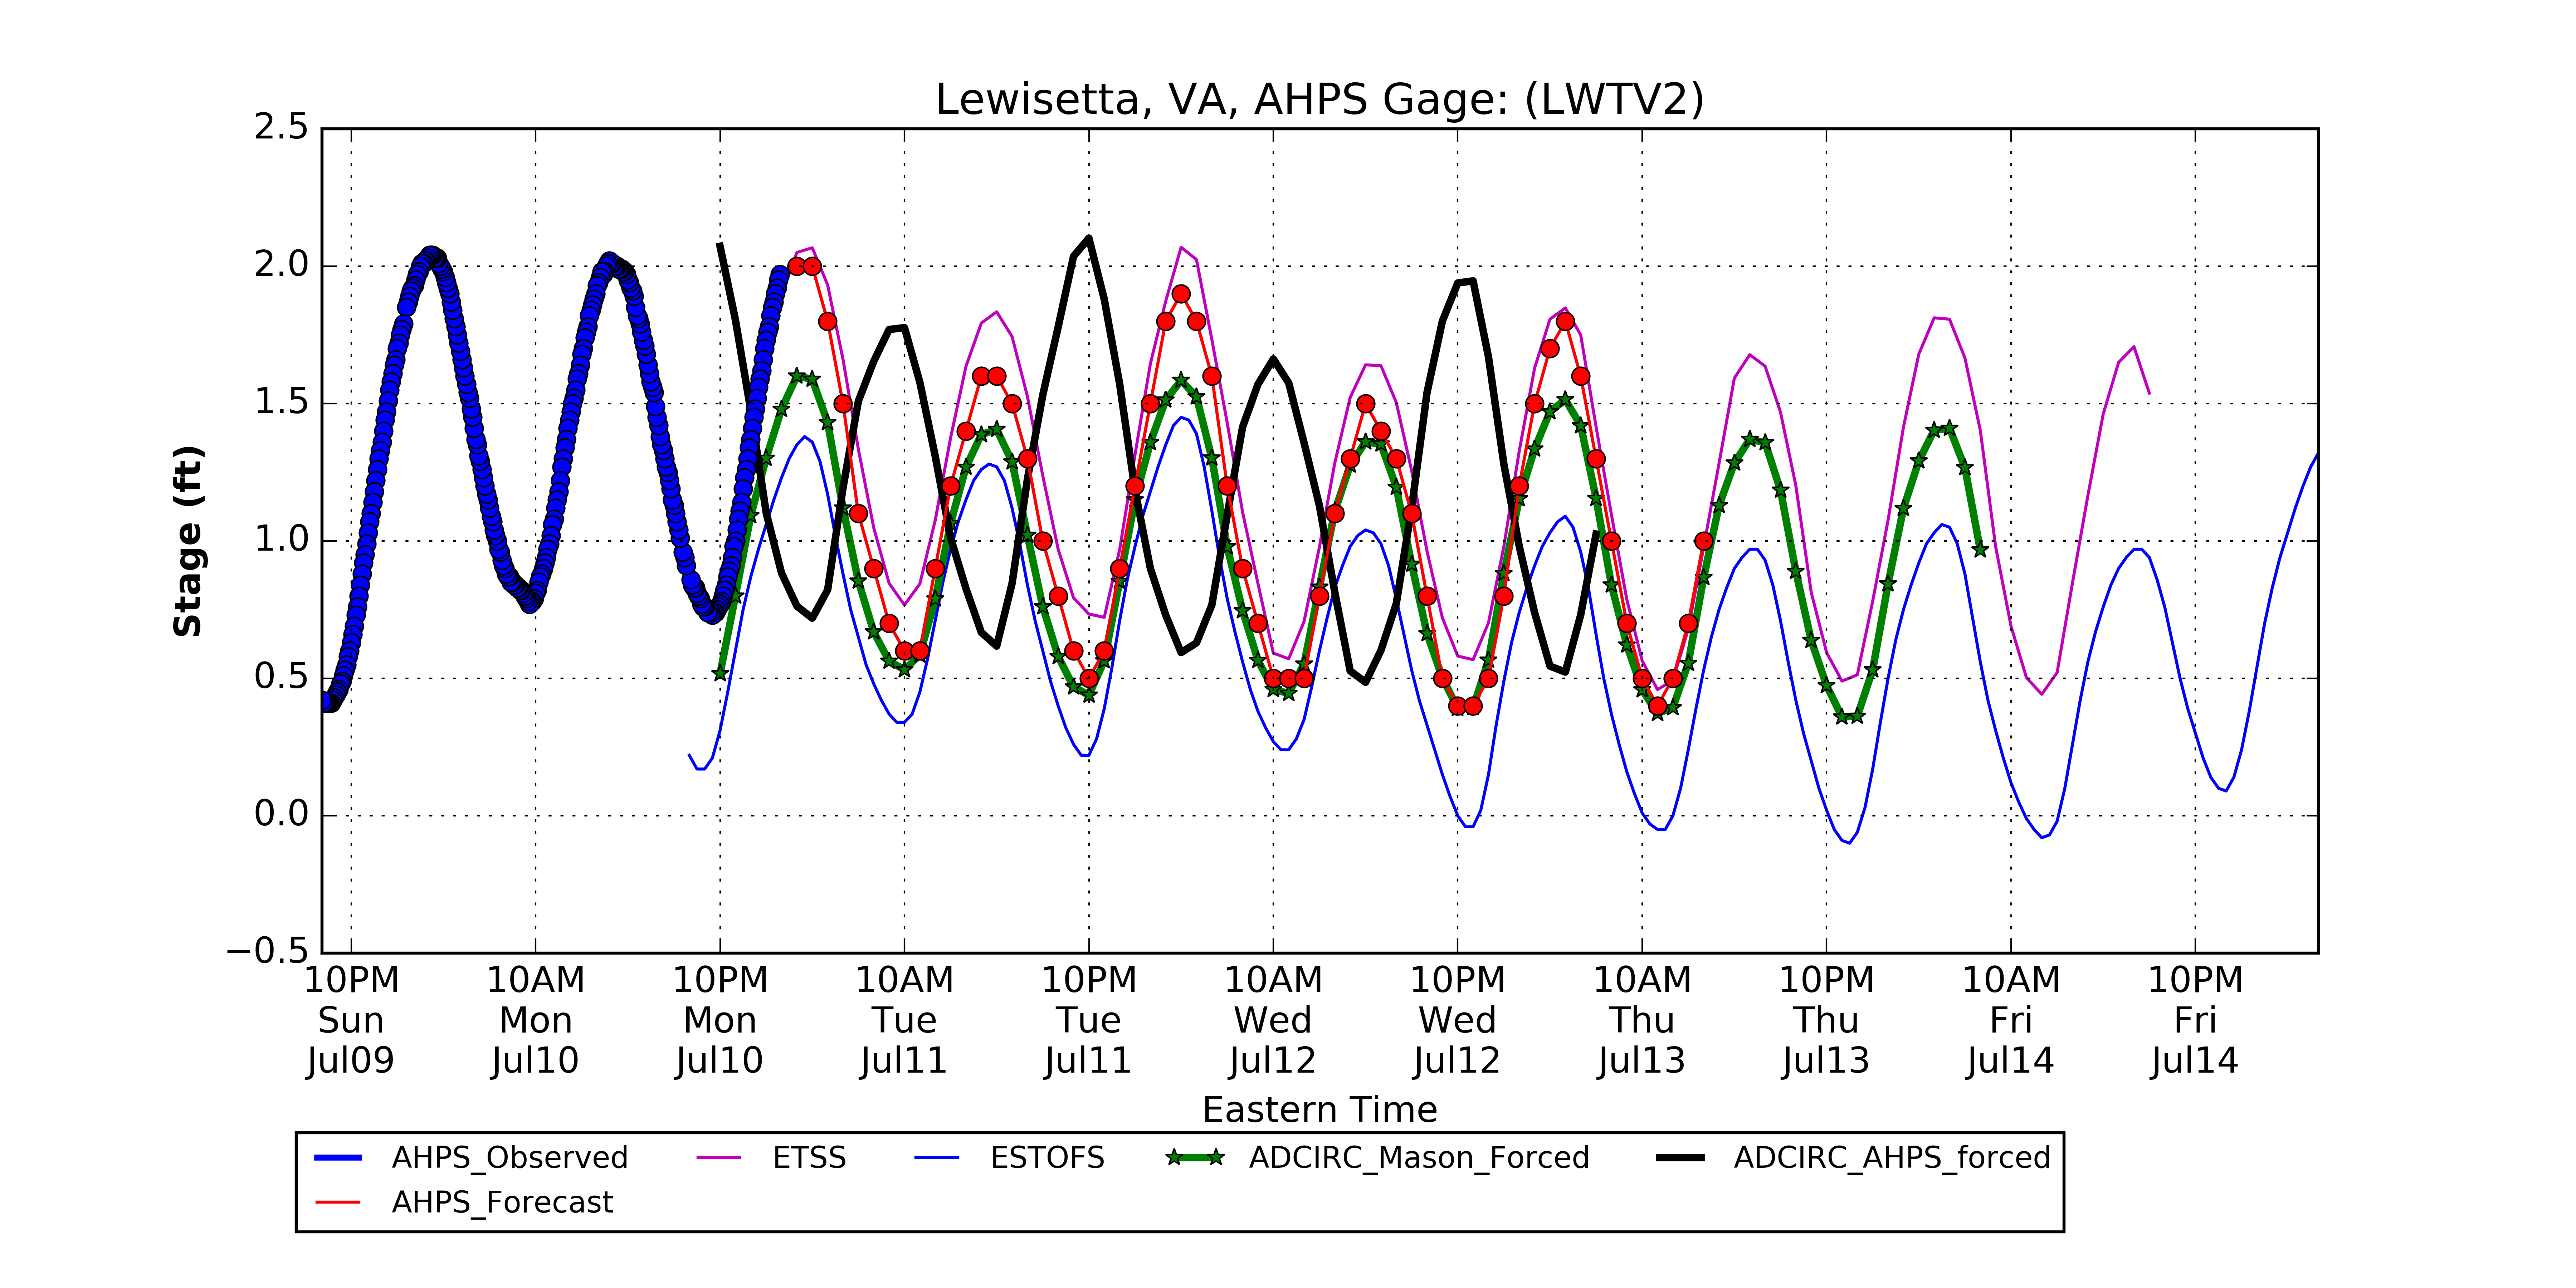 Lewisetta, VA, AHPS Gage: (LWTV2)
2.5
2.0
1.5
1.0
0.5
0.0
−0.5
Stage (ft)
10PM 10AM 10PM 10AM 10PM 10AM 10PM 10AM 10PM 10AM 10PM
Sun Mon Mon Tue Tue Wed Wed Thu Thu Fri Fri
Jul09 Jul10 Jul10 Jul11 Jul11 Jul12 Jul12 Jul13 Jul13 Jul14 Jul14
Eastern Time
AHPS_Observed ETSS ESTOFS ADCIRC_Mason_Forced ADCIRC_AHPS_forced
AHPS_Forecast